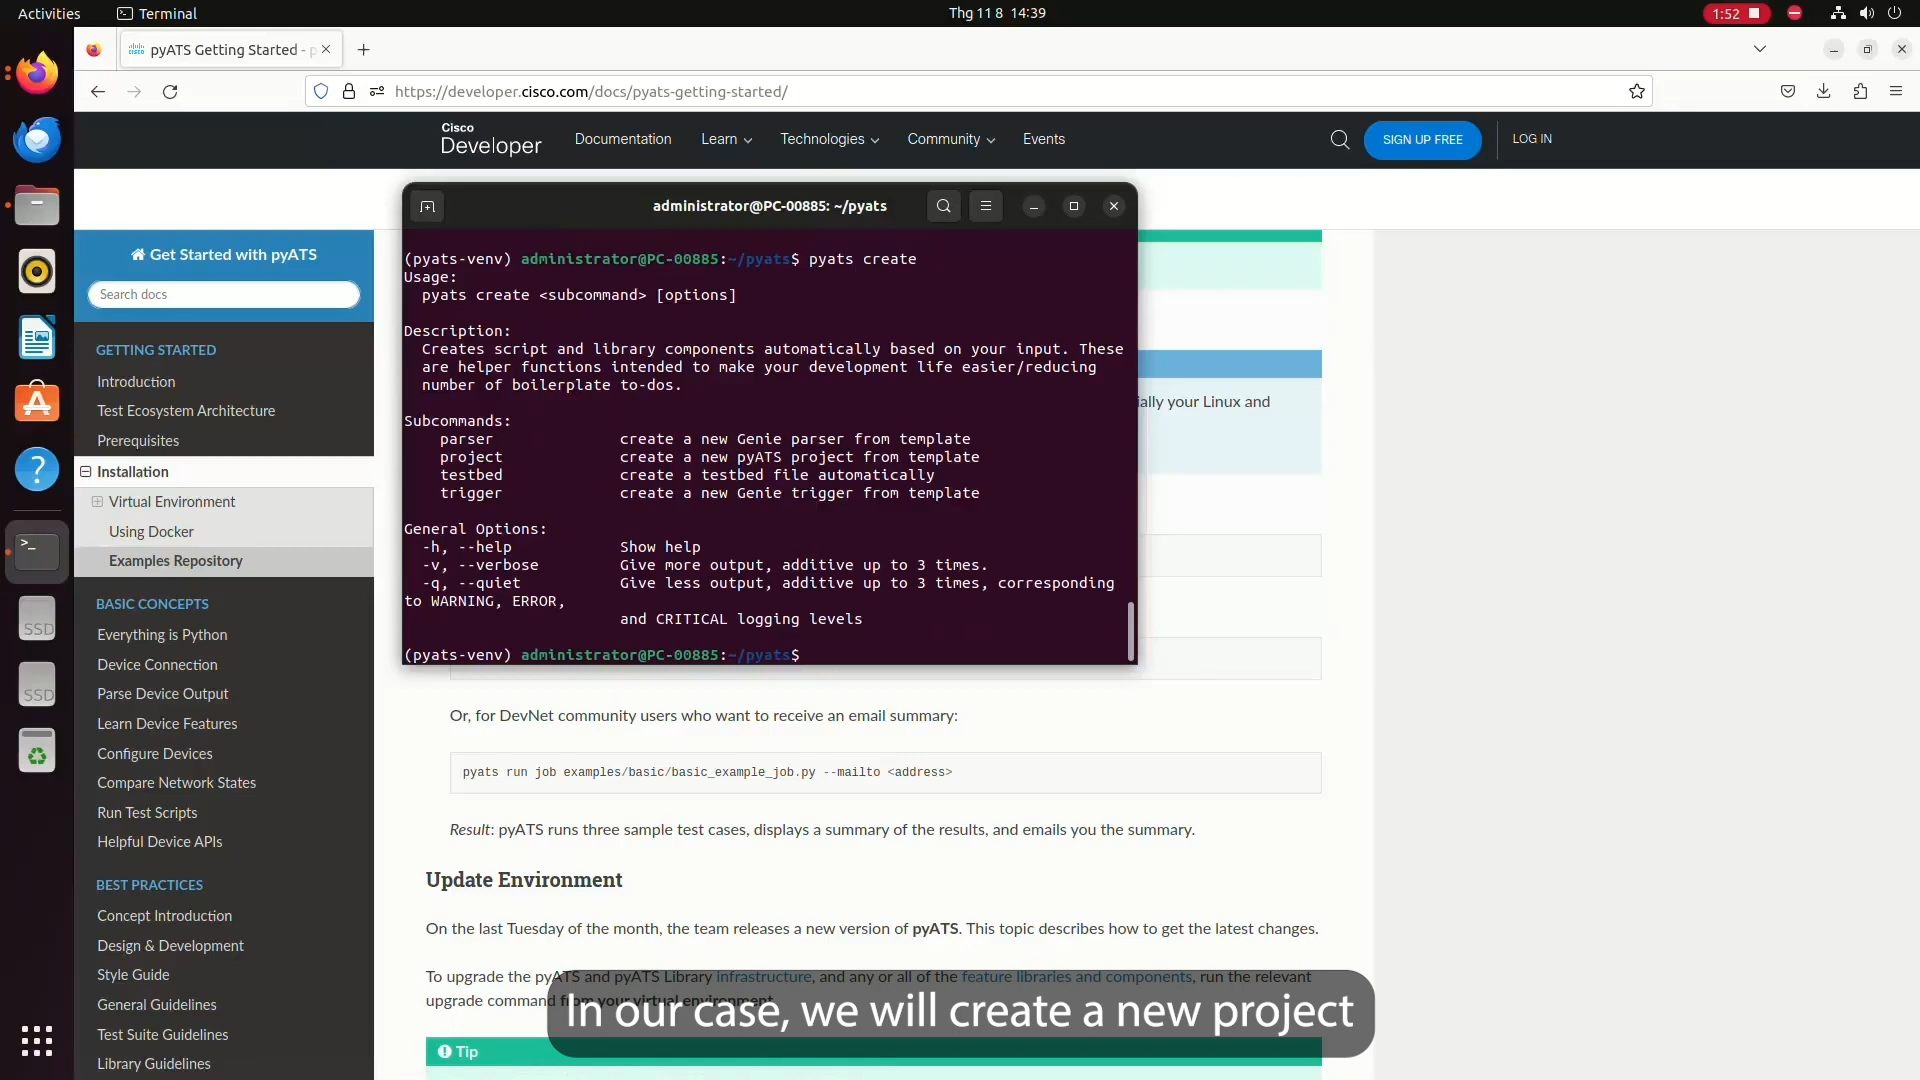 Activities
Terminal
Thg 11 8 14:39
1:52
pyATS Getting Started - p
https://developer.cisco.com/docs/pyats-getting-started/
Cisco
Developer
Documentation
Learn
Technologies
Community
Events
SIGN UP FREE
LOG IN
Get Started with pyATS
Search docs
GETTING STARTED
Introduction
Test Ecosystem Architecture
Prerequisites
Installation
Virtual Environment
Using Docker
Examples Repository
BASIC CONCEPTS
Everything is Python
Device Connection
Parse Device Output
Learn Device Features
Configure Devices
Compare Network States
Run Test Scripts
Helpful Device APIs
BEST PRACTICES
Concept Introduction
Design & Development
Style Guide
General Guidelines
Test Suite Guidelines
Library Guidelines
SSD
SSD
administrator@PC-00885: ~/pyats
(pyats-venv) administrator@PC-00885:~/pyats$ pyats create
Usage:
pyats create <subcommand> [options]
Description:
Creates script and library components automatically based on your input. These
are helper functions intended to make your development life easier/reducing
number of boilerplate to-dos.
Subcommands:
parser create a new Genie parser from template
project create a new pyATS project from template
testbed create a testbed file automatically
trigger create a new Genie trigger from template
General Options:
-h, --help Show help
-v, --verbose Give more output, additive up to 3 times.
-q, --quiet Give less output, additive up to 3 times, corresponding
to WARNING, ERROR,
and CRITICAL logging levels
(pyats-venv) administrator@PC-00885:~/pyats$
ially your Linux and
Or, for DevNet community users who want to receive an email summary:
pyats run job examples/basic/basic_example_job.py --mailto <address>
Result: pyATS runs three sample test cases, displays a summary of the results, and emails you the summary.
Update Environment
On the last Tuesday of the month, the team releases a new version of pyATS. This topic describes how to get the latest changes.
To upgrade the pyATS and pyATS Library infrastructure, and any or all of the feature libraries and components, run the relevant
upgrade command from your virtual environment
In our case, we will create a new project
Tip